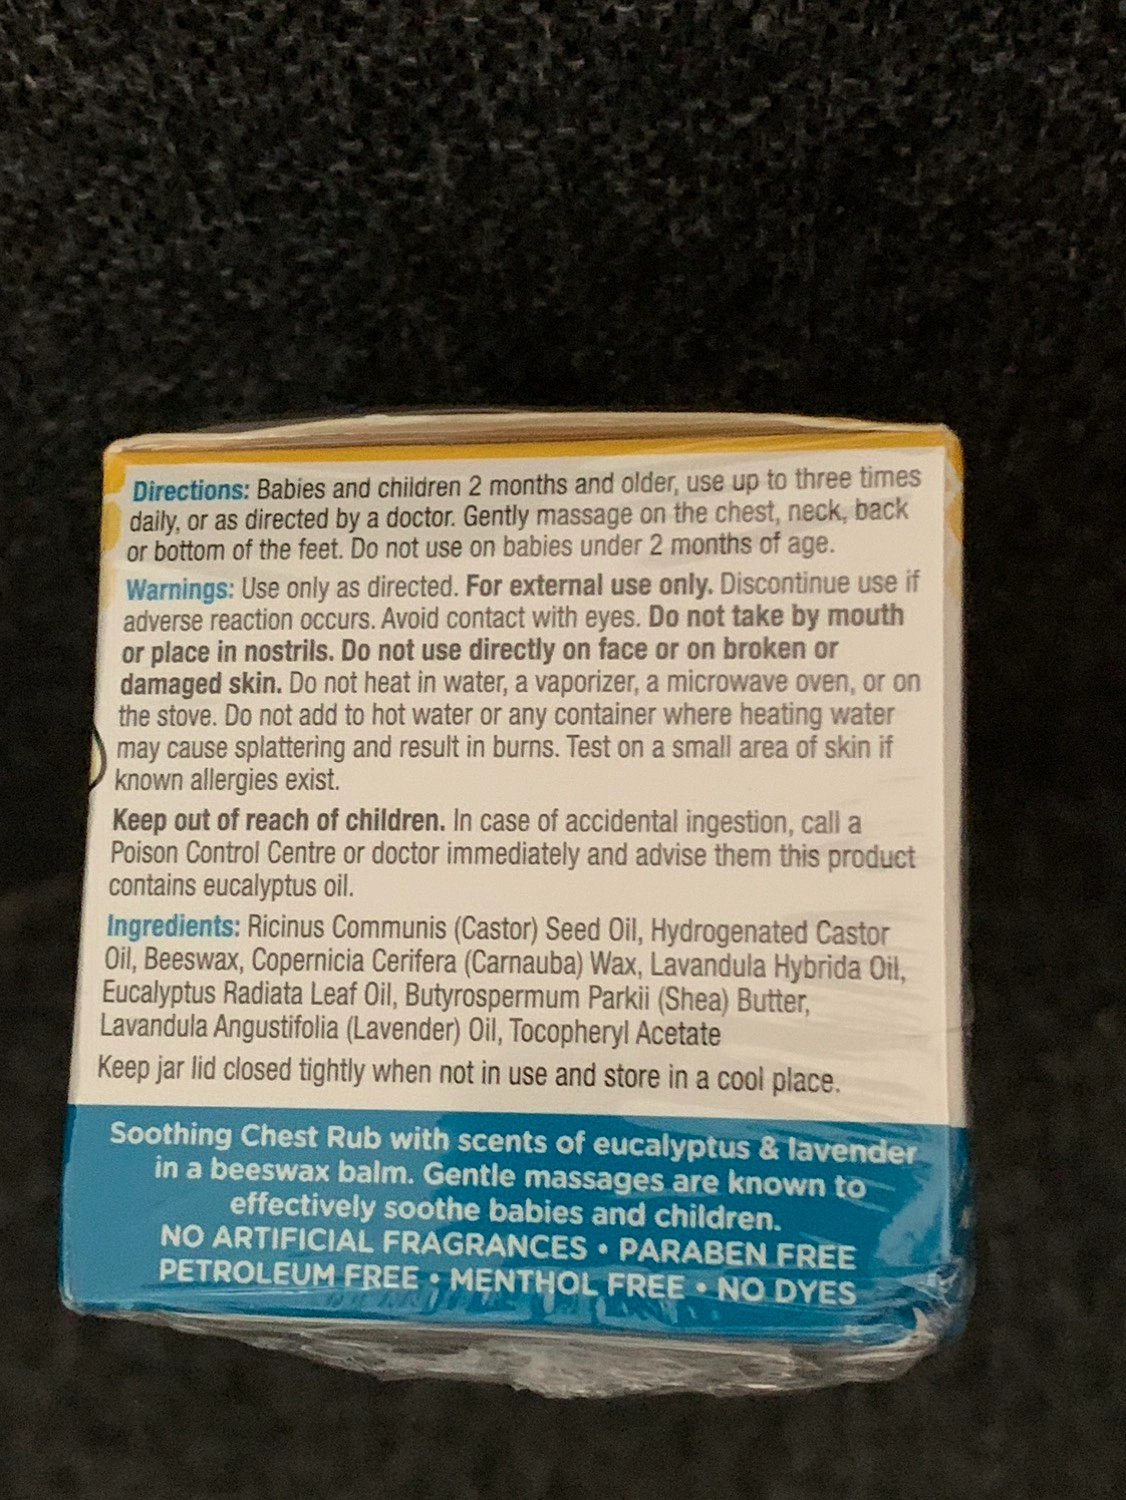 Directions: Babies and children 2 months and older, use up to three times
daily, or as directed by a doctor. Gently massage on the chest, neck, back
or bottom of the feet. Do not use on babies under 2 months of age.
Warnings: Use only as directed. For external use only. Discontinue use if
adverse reaction occurs. Avoid contact with eyes. Do not take by mouth
or place in nostrils. Do not use directly on face or on broken or
damaged skin. Do not heat in water, a vaporizer, a microwave oven, or on
the stove. Do not add to hot water or any container where heating water
may cause splattering and result in burns. Test on a small area of skin if
known allergies exist.
Keep out of reach of children. In case of accidental ingestion, call a
Poison Control Centre or doctor immediately and advise them this product
contains eucalyptus oil.
Ingredients: Ricinus Communis (Castor) Seed Oil, Hydrogenated Castor
Oil, Beeswax, Copernicia Cerifera (Carnauba) Wax, Lavandula Hybrida Oil,
Eucalyptus Radiata Leaf Oil, Butyrospermum Parkii (Shea) Butter,
Lavandula Angustifolia (Lavender) Oil, Tocopheryl Acetate
Keep jar lid closed tightly when not in use and store in a cool place.
Soothing Chest Rub with scents of eucalyptus & lavender
in a beeswax balm. Gentle massages are known to
effectively soothe babies and children.
NO ARTIFICIAL FRAGRANCES • PARABEN FREE
PETROLEUM FREE • MENTHOL FREE • NO DYES